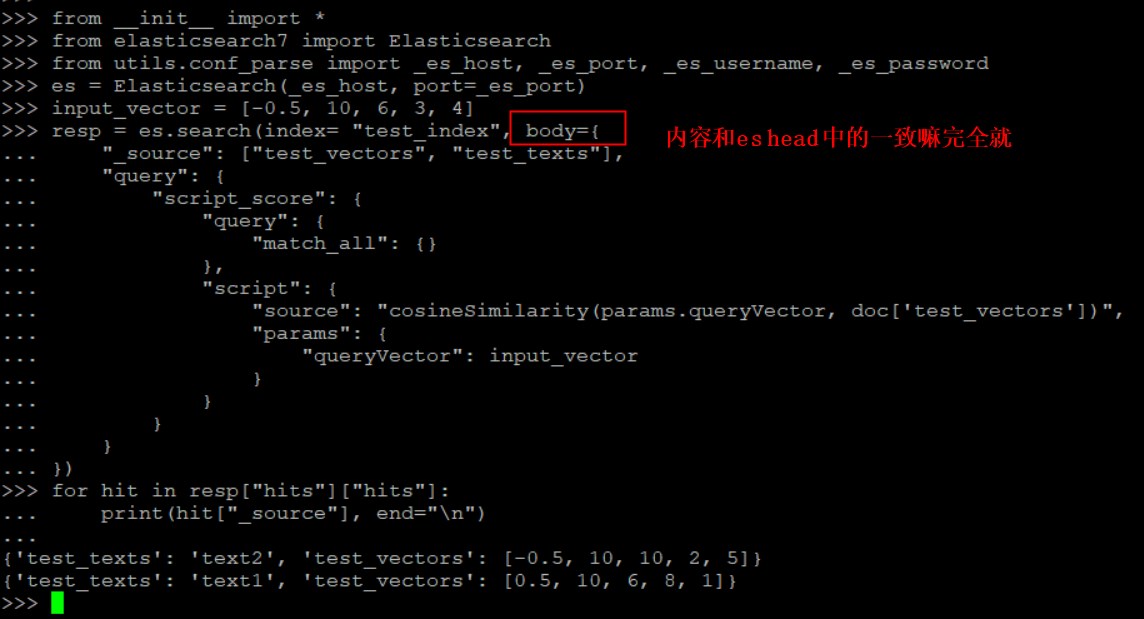 >>> from __init__ import *
>>> from elasticsearch7 import Elasticsearch
>>> from utils.conf_parse import _es_host, _es_port, _es_username, _es_password
>>> es = Elasticsearch(_es_host, port=_es_port)
>>> input_vector = [-0.5, 10, 6, 3, 4]
>>> resp = es.search(index= "test_index", body={
内容和eshead中的一致嘛完全就
...     "_source": ["test_vectors", "test_texts"],
...     "query": {
...         "script_score": {
...             "query": {
...                 "match_all": {}
...             },
...             "script": {
...                 "source": "cosineSimilarity(params.queryVector, doc['test_vectors'])",
...                 "params": {
...                     "queryVector": input_vector
...                 }
...             }
...         }
...     }
... })
>>> for hit in resp["hits"]["hits"]:
...     print(hit["_source"], end="\n")
...
{'test_texts': 'text2', 'test_vectors': [-0.5, 10, 10, 2, 5]}
{'test_texts': 'text1', 'test_vectors': [0.5, 10, 6, 8, 1]}
>>>